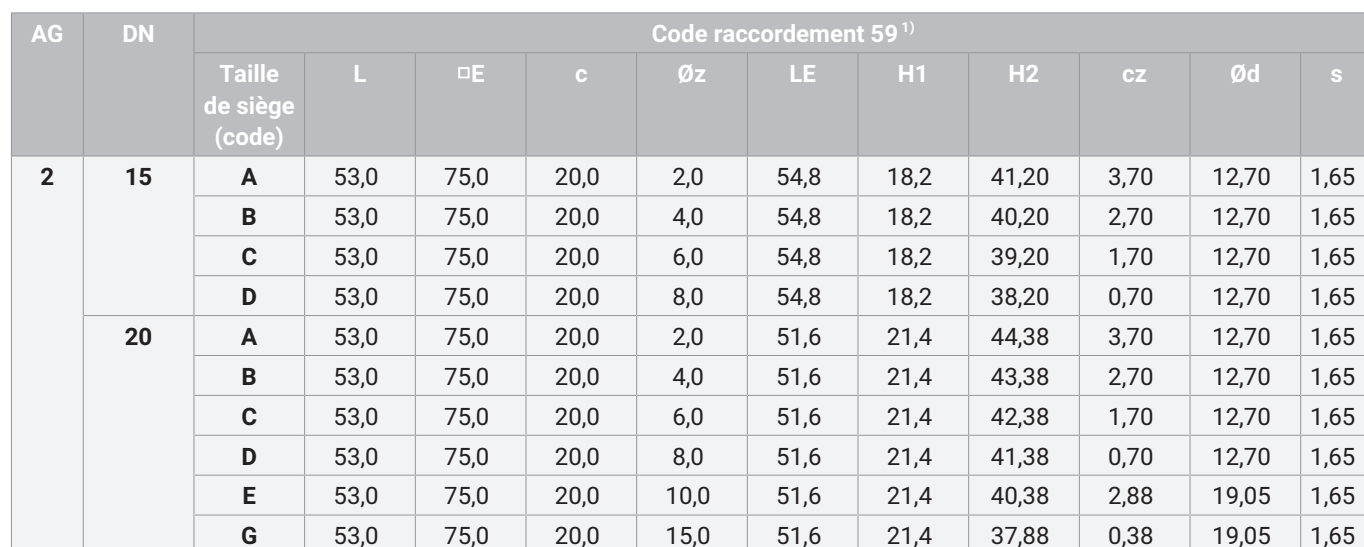 AG DN Code raccordement 59 1)
Taille de siège (code) L □E c Øz LE H1 H2 cz Ød s
2 15 A 53,0 75,0 20,0 2,0 54,8 18,2 41,20 3,70 12,70 1,65
B 53,0 75,0 20,0 4,0 54,8 18,2 40,20 2,70 12,70 1,65
C 53,0 75,0 20,0 6,0 54,8 18,2 39,20 1,70 12,70 1,65
D 53,0 75,0 20,0 8,0 54,8 18,2 38,20 0,70 12,70 1,65
20 A 53,0 75,0 20,0 2,0 51,6 21,4 44,38 3,70 12,70 1,65
B 53,0 75,0 20,0 4,0 51,6 21,4 43,38 2,70 12,70 1,65
C 53,0 75,0 20,0 6,0 51,6 21,4 42,38 1,70 12,70 1,65
D 53,0 75,0 20,0 8,0 51,6 21,4 41,38 0,70 12,70 1,65
E 53,0 75,0 20,0 10,0 51,6 21,4 40,38 2,88 19,05 1,65
G 53,0 75,0 20,0 15,0 51,6 21,4 37,88 0,38 19,05 1,65